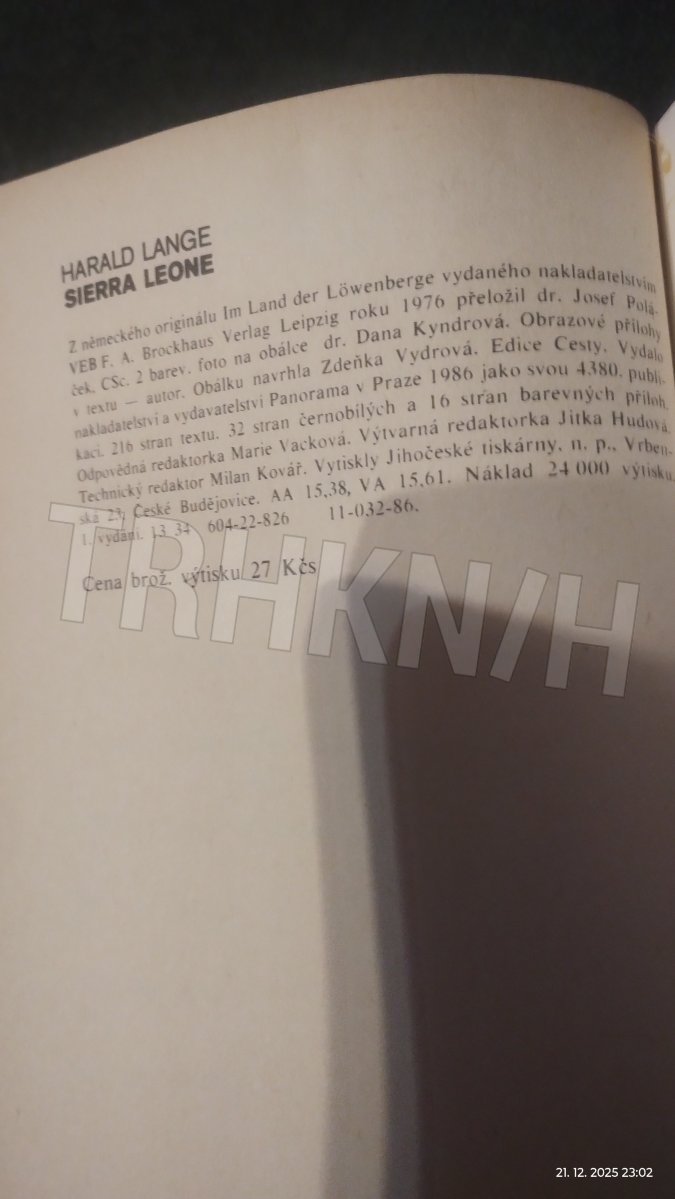 HARALD LANGE
SIERRA LEONE
Z německého originálu Im Land der Löwenberge vydaného nakladatelstvím
VEB F. A. Brockhaus Verlag Leipzig roku 1976 přeložil dr. Josef Polá-
ček, CSc. 2 barev. foto na obálce dr. Dana Kyndrová. Obrazové přílohy
v textu — autor. Obálku navrhla Zdeňka Vydrová. Edice Cesty. Vydalo
nakladatelství a vydavatelství Panorama v Praze 1986 jako svou 4380. publi-
kaci. 216 stran textu. 32 stran černobílých a 16 stran barevných příloh.
Odpovědná redaktorka Marie Vacková. Výtvarná redaktorka Jitka Hudová.
Technický redaktor Milan Kovář. Vytiskly Jihočeské tiskárny, n. p., Vrben-
ská 23, České Budějovice. AA 15,38, VA 15,61. Náklad 24 000 výtisků.
1. vydání. 13/34 604-22-826 11-032-86.
Cena brož. výtisku 27 Kčs
TRHKN/H
21. 12. 2025 23:02